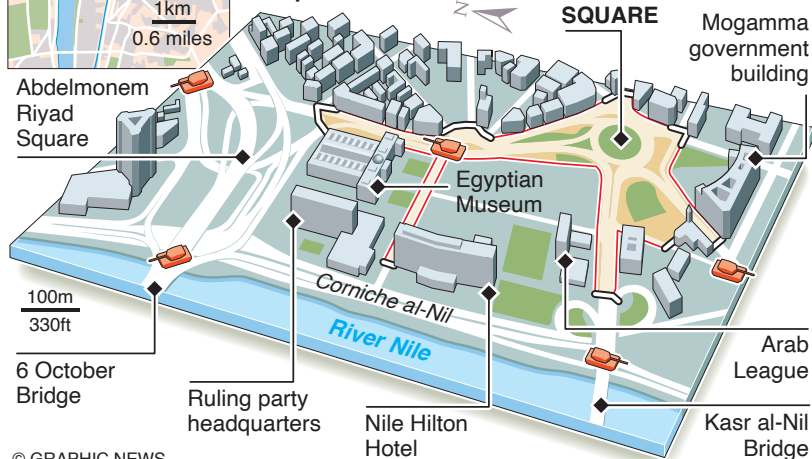 1km
0.6 miles
N
SQUARE
Mogamma
government
building
Abdelmonem
Riyad
Square
Egyptian
Museum
100m
330ft
Corniche al-Nil
River Nile
6 October
Bridge
Ruling party
headquarters
Nile Hilton
Hotel
Arab
League
Kasr al-Nil
Bridge
© GRAPHIC NEWS